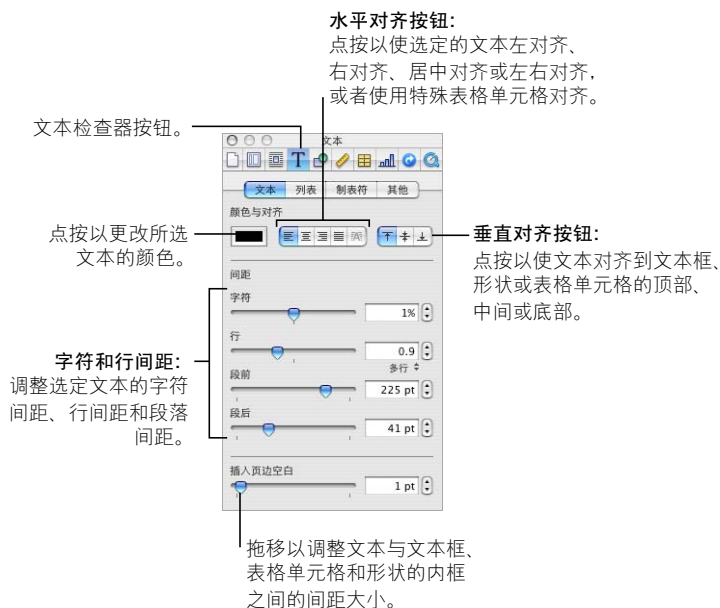 水平对齐按钮：
点按以使选定的文本左对齐、
右对齐、居中对齐或左右对齐，
或者使用特殊表格单元格对齐。
文本检查器按钮。
文本
T
文本 列表 制表符 其他
颜色与对齐
点按以更改所选
文本的颜色。
垂直对齐按钮：
点按以使文本对齐到文本框、
形状或表格单元格的顶部、
中间或底部。
间距
字符
1%
行
0.9
多行
段前
225 pt
段后
41 pt
字符和行间距：
调整选定文本的字符
间距、行间距和段落
间距。
插入页边空白
1 pt
拖移以调整文本与文本框、
表格单元格和形状的内框
之间的间距大小。